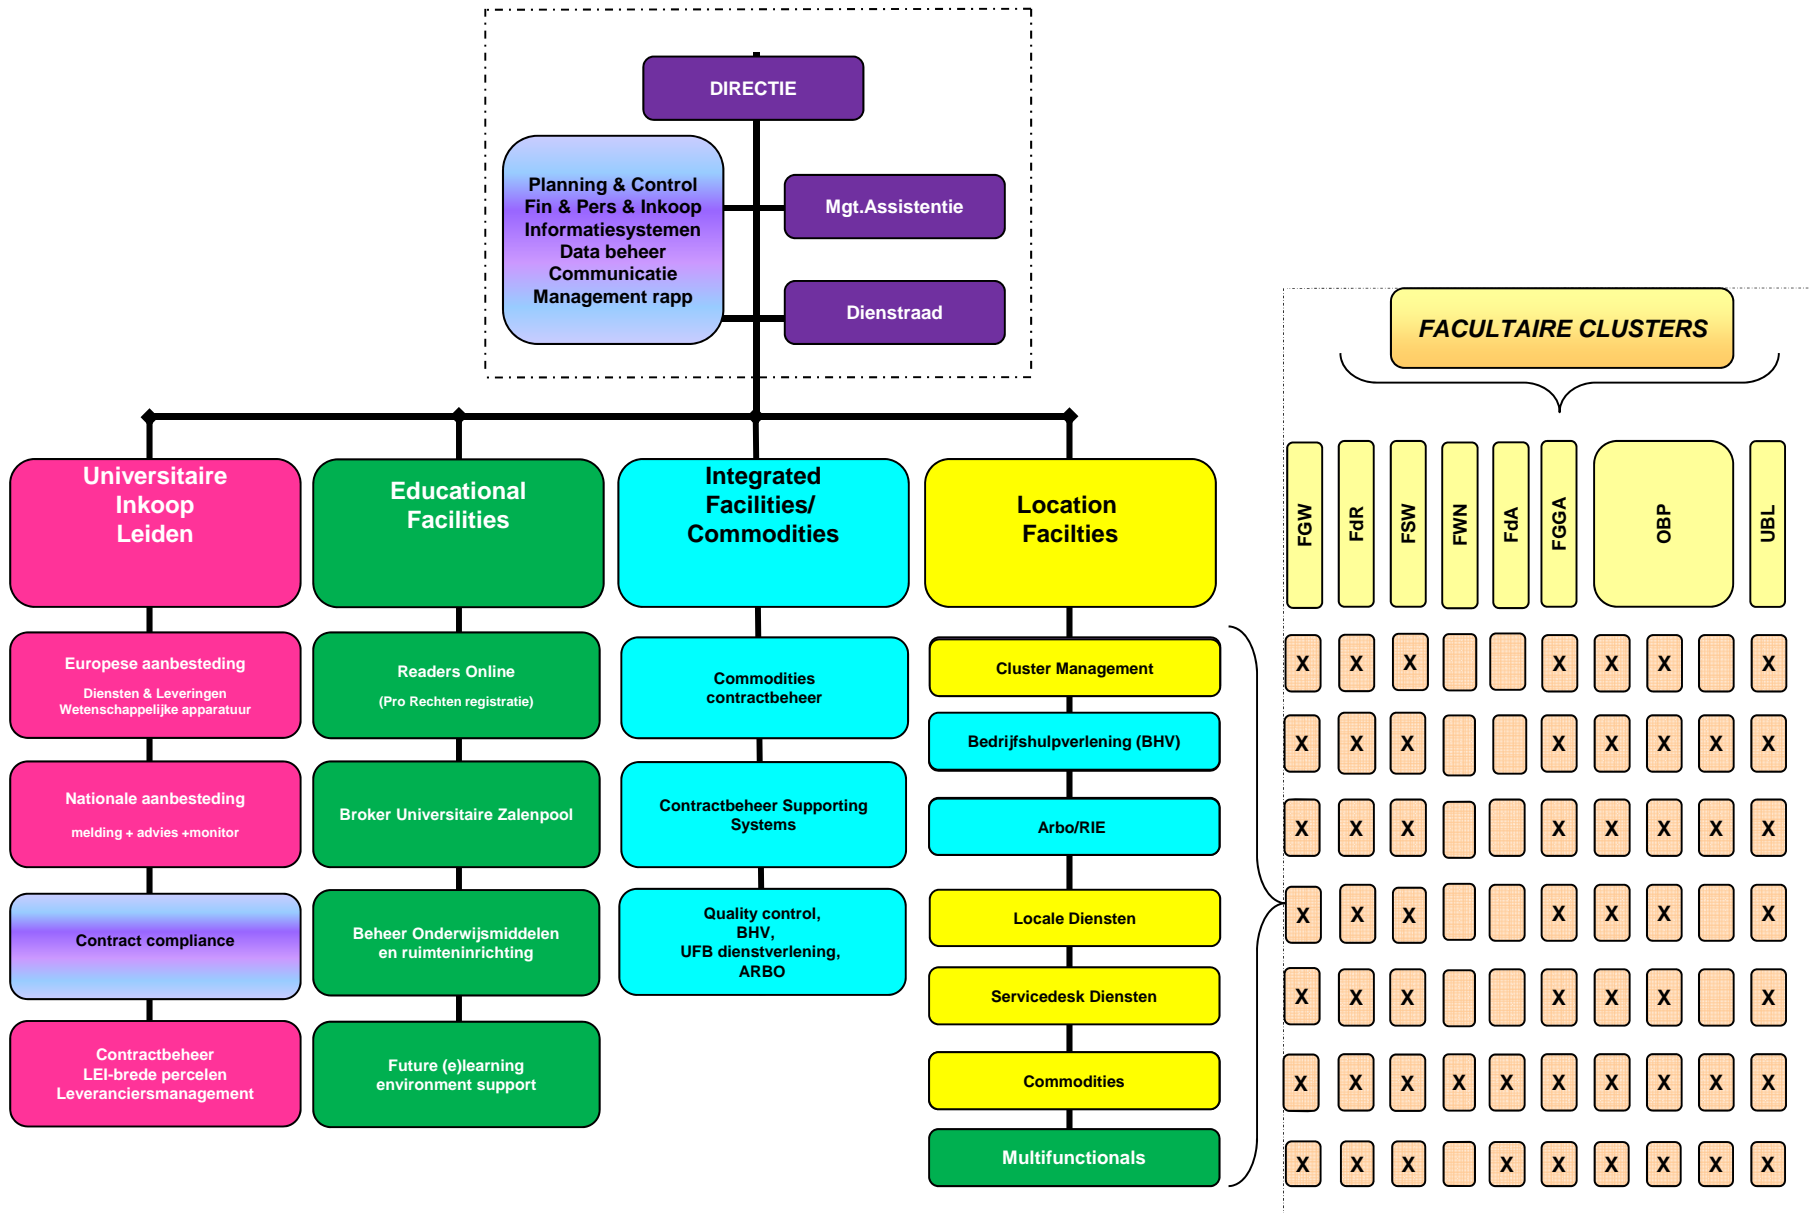 DIRECTIE
Planning & Control
Fin & Pers & Inkoop
Informatiesystemen
Data beheer
Communicatie
Management rapp
Mgt.Assistentie
Dienstraad
FACULTAIRE CLUSTERS
Universitaire
Inkoop
Leiden
Educational
Facilities
Integrated
Facilities/
Commodities
Location
Facilties
FGW
FdR
FSW
FWN
FdA
FGGA
OBP
UBL
Europese aanbesteding
Diensten & Leveringen
Wetenschappelijke apparatuur
Nationale aanbesteding
melding + advies +monitor
Contract compliance
Contractbeheer
LEI-brede percelen
Leveranciersmanagement
Readers Online
(Pro Rechten registratie)
Broker Universitaire Zalenpool
Beheer Onderwijsmiddelen
en ruimteninrichting
Future (e)learning
environment support
Commodities
contractbeheer
Contractbeheer Supporting
Systems
Quality control,
BHV,
UFB dienstverlening,
ARBO
Cluster Management
X X X X X X X
Bedrijfshulpverlening (BHV)
X X X X X X X X
Arbo/RIE
X X X X X X X X
Locale Diensten
X X X X X X X
Servicedesk Diensten
X X X X X X X
Commodities
X X X X X X X X X X
Multifunctionals
X X X X X X X X X